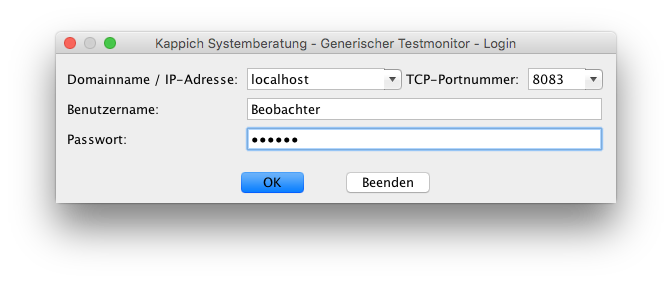 Kappich Systemberatung - Generischer Testmonitor - Login
Domainname / IP-Adresse: localhost TCP-Portnummer: 8083
Benutzername: Beobachter
Passwort: ••••••
OK Beenden